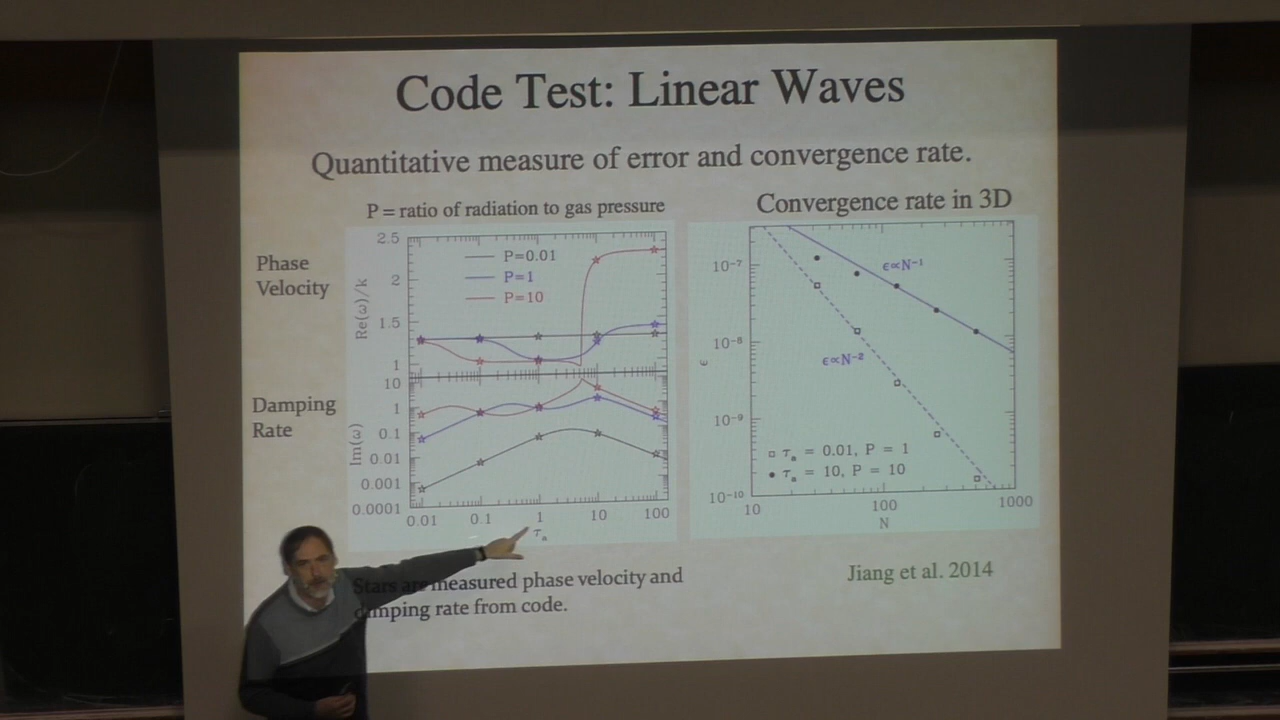 Code Test: Linear Waves
Quantitative measure of error and convergence rate.
P = ratio of radiation to gas pressure
Convergence rate in 3D
Phase
Velocity
Damping
Rate
Re(ω)/k
2.5
2
1.5
1
P=0.01
P=1
P=10
Im(ω)
10
1
0.1
0.01
0.001
0.0001
0.01 0.1 1 10 100
τₐ
ϵ
10⁻⁷
10⁻⁸
10⁻⁹
10⁻¹⁰
ϵ∝N⁻¹
ϵ∝N⁻²
τₐ = 0.01, P = 1
τₐ = 10, P = 10
10 100 1000
N
Stars are measured phase velocity and
damping rate from code.
Jiang et al. 2014